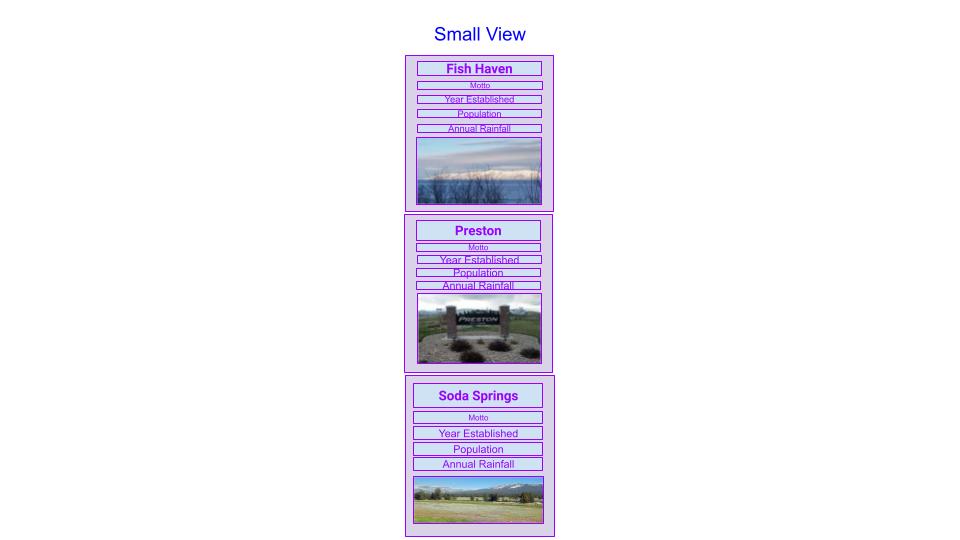 Small View
Fish Haven
Motto
Year Established
Population
Annual Rainfall
Preston
Motto
Year Established
Population
Annual Rainfall
PRESTON
Soda Springs
Motto
Year Established
Population
Annual Rainfall